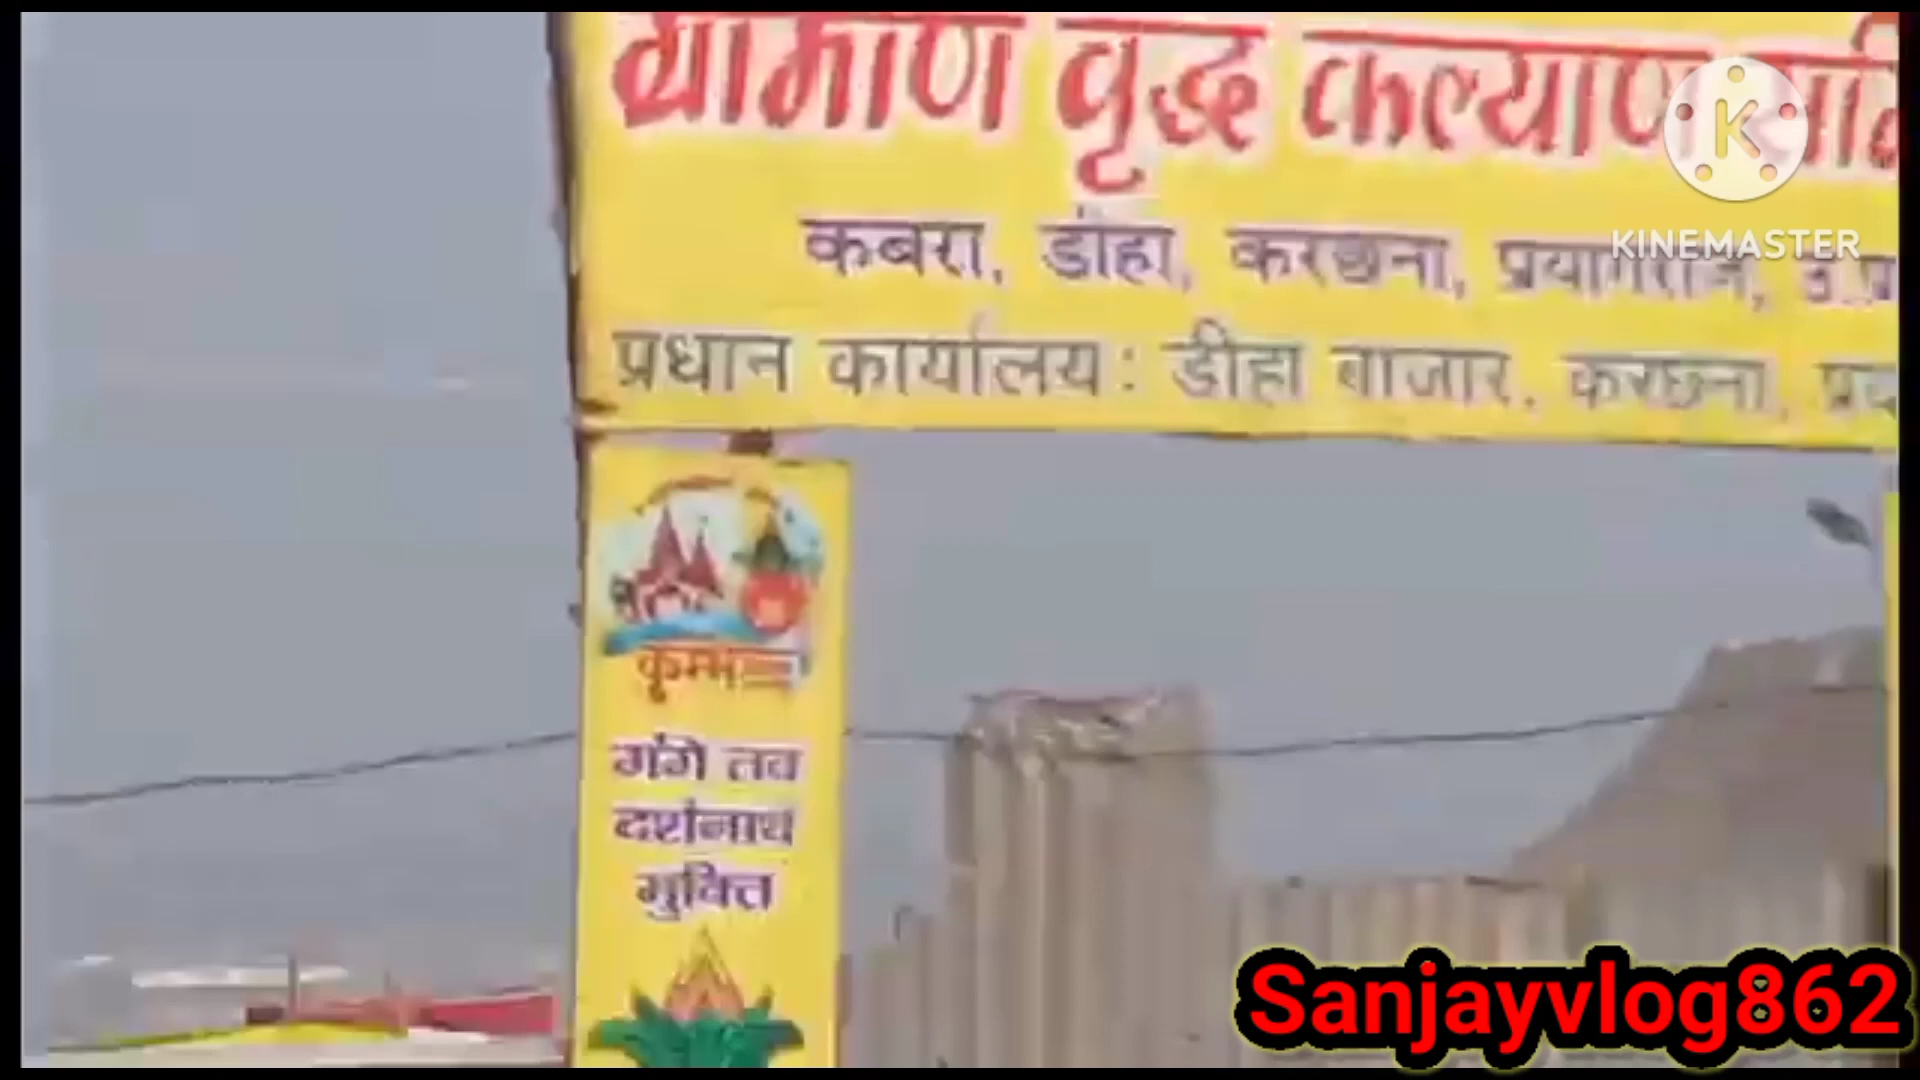 ग्रामीण वृद्ध कल्याण
कबरा, डीहा, करछना, प्रयागराज, उ.प्र
प्रधान कार्यालय : डीहा बाजार, करछना,
KINEMASTER
कुम्भ
गंगे तव
दर्शनाथ
मुक्ति
Sanjayvlog862